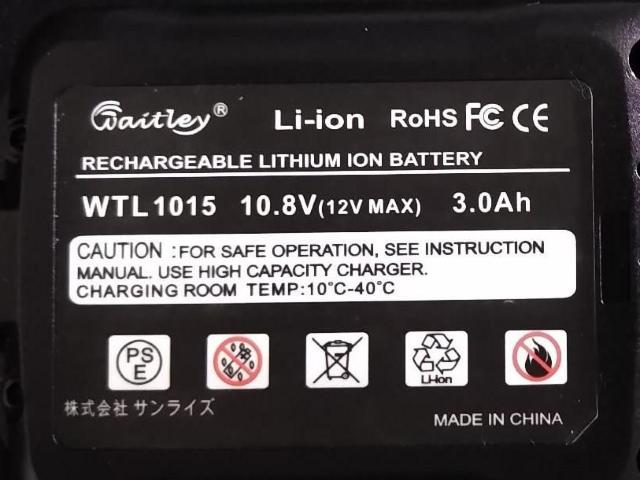 Waitley® Li-ion RoHS FC CE
RECHARGEABLE LITHIUM ION BATTERY
WTL1015 10.8V(12V MAX) 3.0Ah
CAUTION :FOR SAFE OPERATION, SEE INSTRUCTION
MANUAL. USE HIGH CAPACITY CHARGER.
CHARGING ROOM TEMP:10°C-40°C
PS
E
Li-Ion
株式会社 サンライズ
MADE IN CHINA